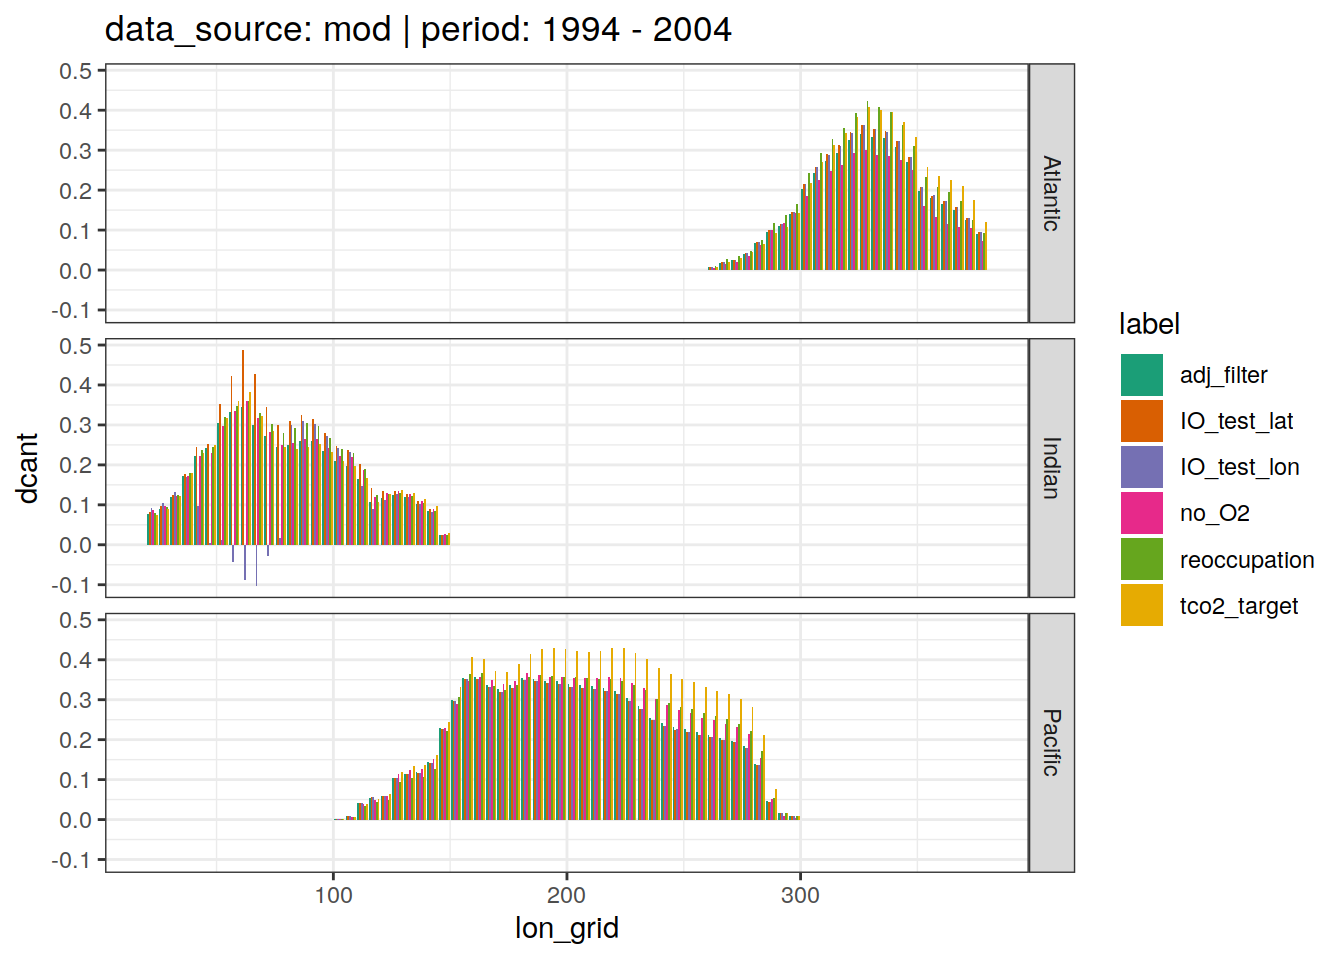 data_source: mod | period: 1994 - 2004
dcant
0.5
0.4
0.3
0.2
0.1
0.0
-0.1
Atlantic
0.5
0.4
0.3
0.2
0.1
0.0
-0.1
Indian
0.5
0.4
0.3
0.2
0.1
0.0
-0.1
Pacific
100
200
300
lon_grid
label
adj_filter
IO_test_lat
IO_test_lon
no_O2
reoccupation
tco2_target